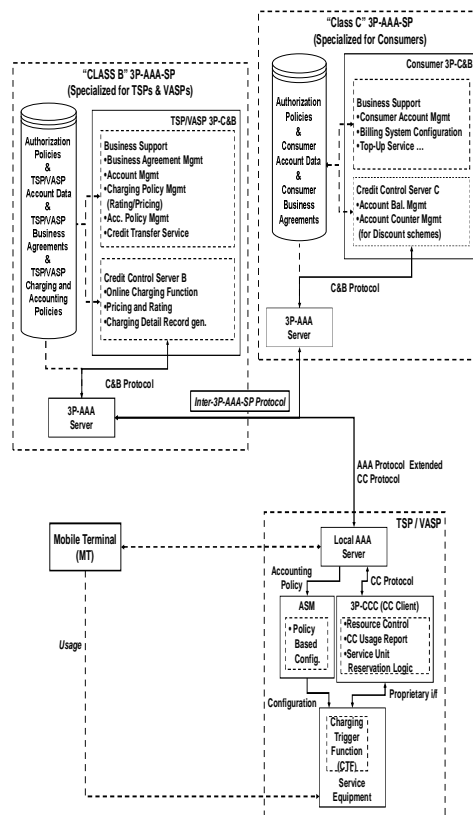 "Class C" 3P-AAA-SP
(Specialized for Consumers)
Authorization
Policies
&
Consumer
Account Data
&
Consumer
Business
Agreements
Consumer 3P-C&B
Business Support
•Consumer Account Mgmt
•Billing System Configuration
•Top-Up Service ...
Credit Control Server C
•Account Bal. Mgmt
•Account Counter Mgmt
(for Discount schemes)
C&B Protocol
3P-AAA
Server
"CLASS B" 3P-AAA-SP
(Specialized for TSPs & VASPs)
Authorization
Policies
&
TSP/VASP
Account Data
&
TSP/VASP
Business
Agreements
& TSP/VASP
Charging and
Accounting
Policies
TSP/VASP 3P-C&B
Business Support
•Business Agreement Mgmt
•Account Mgmt
•Charging Policy Mgmt
(Rating/Pricing)
•Acc. Policy Mgmt
•Credit Transfer Service
Credit Control Server B
•Online Charging Function
•Pricing and Rating
•Charging Detail Record gen.
C&B Protocol
3P-AAA
Server
Inter-3P-AAA-SP Protocol
AAA Protocol Extended
CC Protocol
TSP / VASP
Mobile Terminal
(MT)
Local AAA
Server
Accounting
Policy
CC Protocol
ASM
•Policy
Based
Config.
3P-CCC (CC Client)
•Resource Control
•CC Usage Report
•Service Unit
Reservation Logic
Usage
Configuration
Proprietary i/f
Charging
Trigger
Function
(CTF)
Service
Equipment